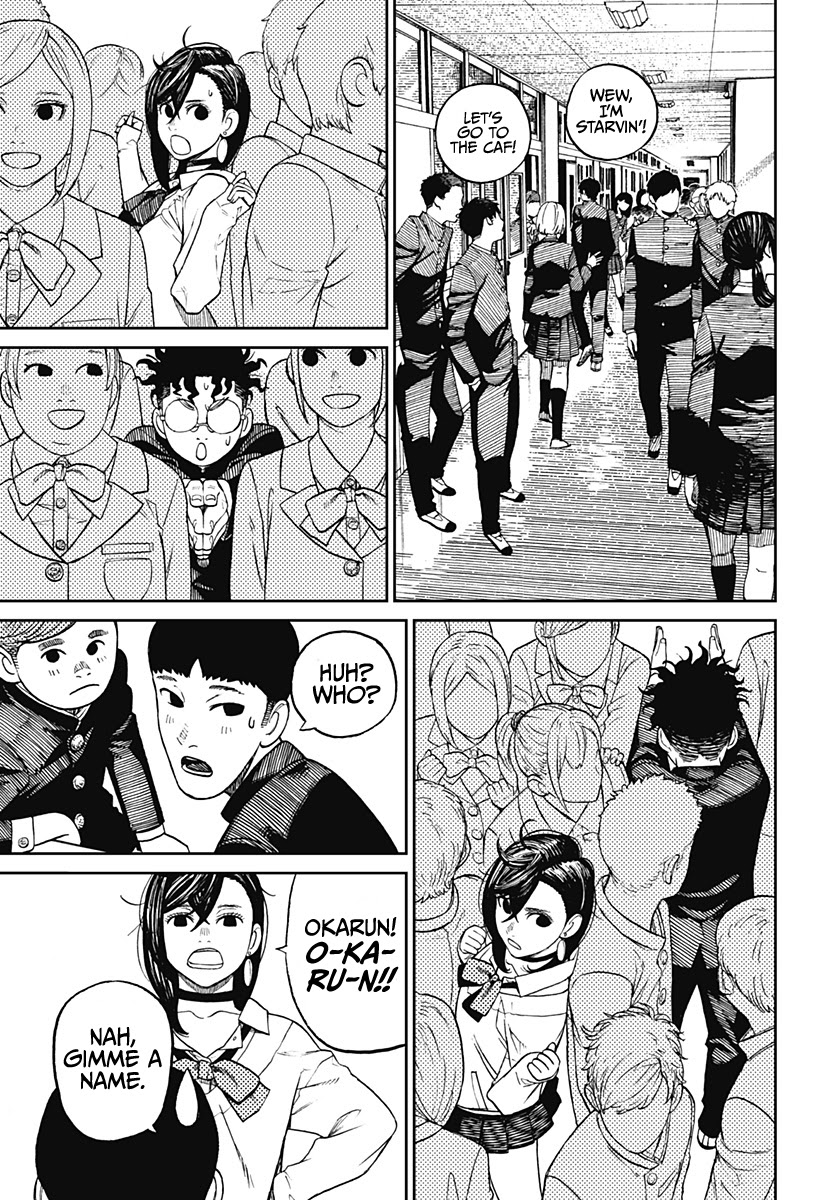 WEW,
I'M
STARVIN'!
LET'S
GO TO
THE CAF!
HUH?
WHO?
OKARUN!
O-KA-
RU-N!!
NAH,
GIMME A
NAME.